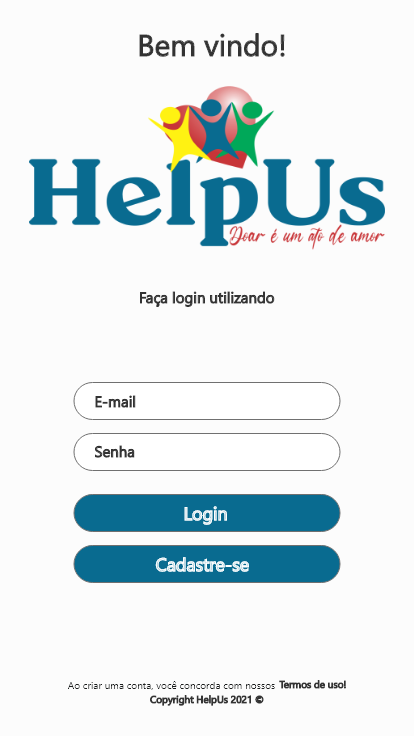 Bem vindo!
HelpUs
Doar é um ato de amor
Faça login utilizando
E-mail
Senha
Login
Cadastre-se
Ao criar uma conta, você concorda com nossos Termos de uso!
Copyright HelpUs 2021 ©